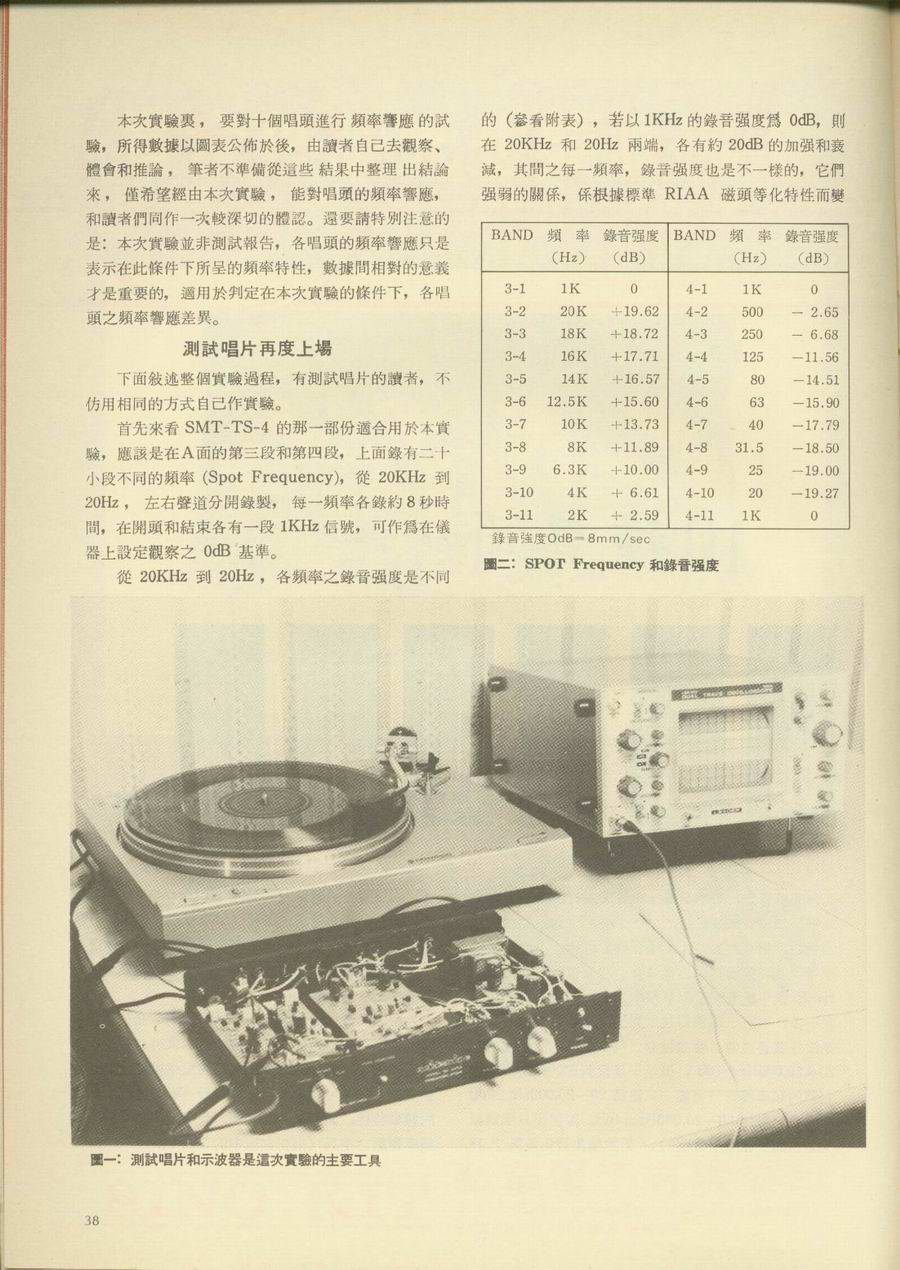 本次實驗裏，要對十個唱頭進行頻率響應的試
驗，所得數據以圖表公佈於後，由讀者自己去觀察、
體會和推論，筆者不準備從這些結果中整理出結論
來，僅希望經由本次實驗，能對唱頭的頻率響應，
和讀者們同作一次較深切的體認。還要請特別注意的
是：本次實驗並非測試報告，各唱頭的頻率響應只是
表示在此條件下所呈的頻率特性，數據間相對的意義
才是重要的，適用於判定在本次實驗的條件下，各唱
頭之頻率響應差異。
測試唱片再度上場
下面敍述整個實驗過程，有測試唱片的讀者，不
仿用相同的方式自己作實驗。
首先來看 SMT-TS-4 的那一部份適合用於本實
驗，應該是在A面的第三段和第四段，上面錄有二十
小段不同的頻率 (Spot Frequency)，從 20KHz 到
20Hz，左右聲道分開錄製，每一頻率各錄約 8 秒時
間，在開頭和結束各有一段 1KHz 信號，可作爲在儀
器上設定觀察之 0dB 基準。
從 20KHz 到 20Hz，各頻率之錄音强度是不同
的（參看附表），若以 1KHz 的錄音强度爲 0dB，則
在 20KHz 和 20Hz 兩端，各有約 20dB 的加强和衰
減，其間之每一頻率，錄音强度也是不一樣的，它們
强弱的關係，係根據標準 RIAA 磁頭等化特性而變
BAND 頻 率 錄音强度 BAND 頻 率 錄音强度
(Hz) (dB) (Hz) (dB)
3-1 1K 0 4-1 1K 0
3-2 20K +19.62 4-2 500 － 2.65
3-3 18K +18.72 4-3 250 － 6.68
3-4 16K +17.71 4-4 125 －11.56
3-5 14K +16.57 4-5 80 －14.51
3-6 12.5K +15.60 4-6 63 －15.90
3-7 10K +13.73 4-7 40 －17.79
3-8 8K +11.89 4-8 31.5 －18.50
3-9 6.3K +10.00 4-9 25 －19.00
3-10 4K + 6.61 4-10 20 －19.27
3-11 2K + 2.59 4-11 1K 0
錄音強度OdB＝8mm/sec
圖二：SPOT Frequency 和錄音强度
DUAL TRACE OSCILLOSCOPE
LEADER
圖一：測試唱片和示波器是這次實驗的主要工具
38